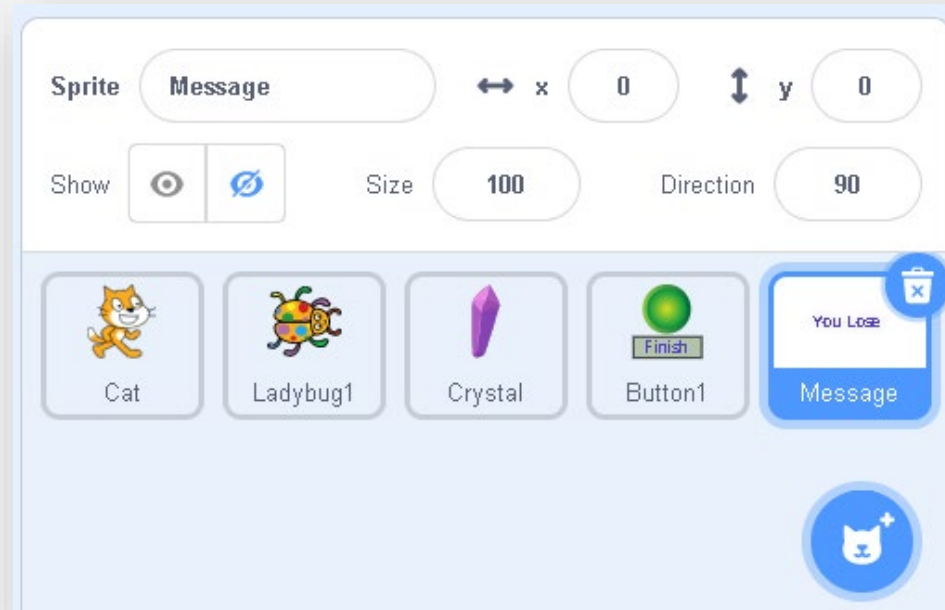 Sprite Message x 0 y 0
Show Size 100 Direction 90
You Lose
Finish
Cat Ladybug1 Crystal Button1 Message